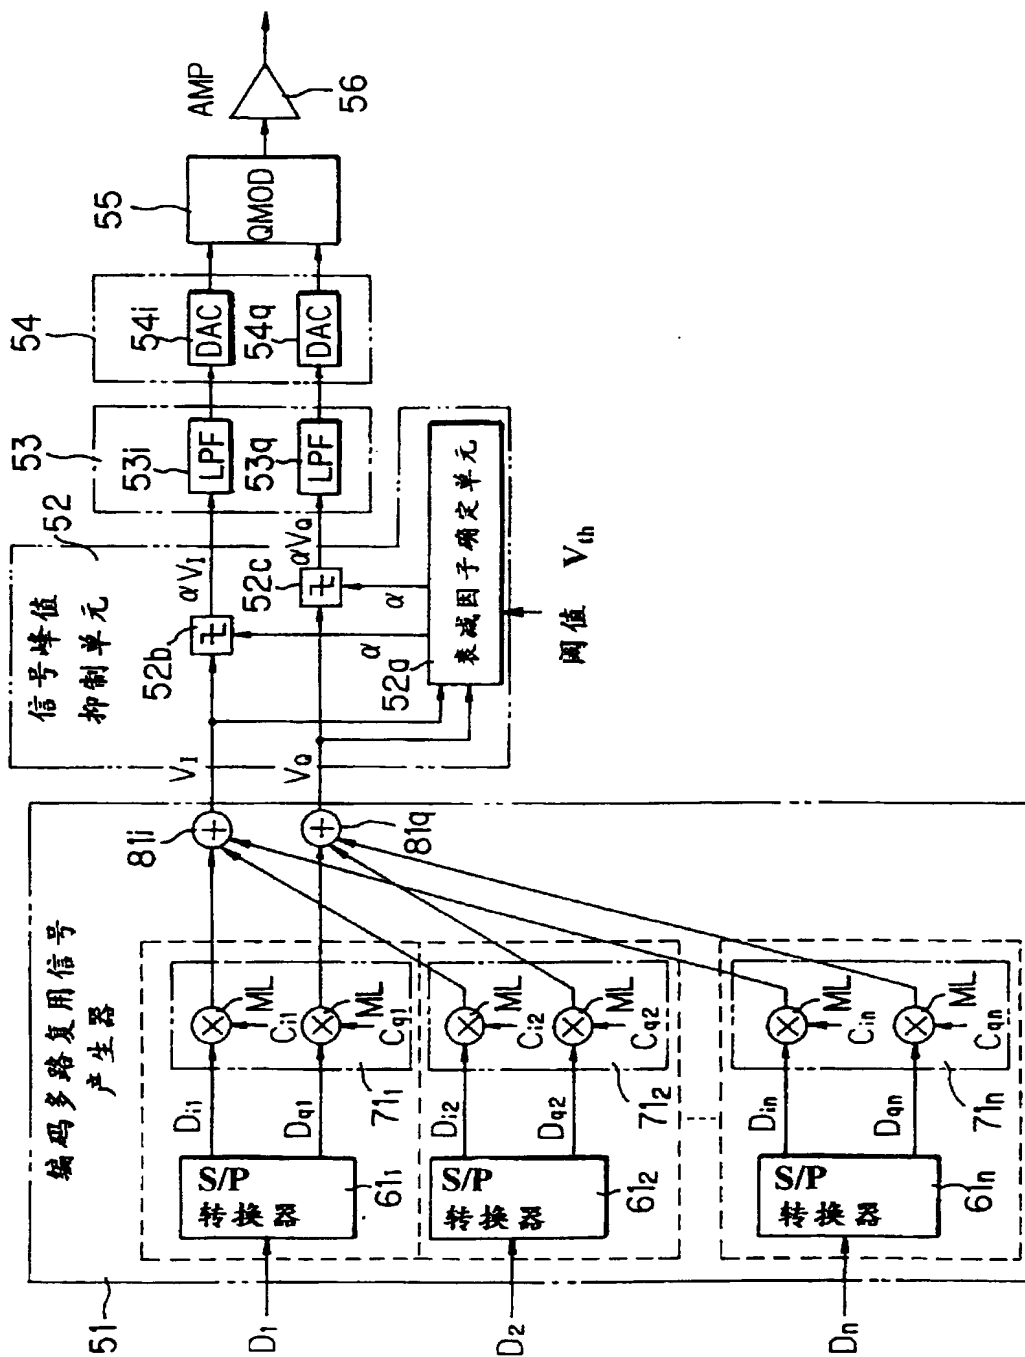 51
编码多路复用信号
产生器
D1
D2
Dn
S/P
转换器
611
S/P
转换器
612
S/P
转换器
61n
Di1
Dq1
Di2
Dq2
Din
Dqn
711
712
71n
ML
Ci1
ML
Cq1
ML
Ci2
ML
Cq2
ML
Cin
ML
Cqn
81i
81q
VI
VQ
信号峰值
抑制单元
52
52b
52c
52a
α
α
αVI
αVQ
衰减因子确定单元
阈值 Vth
53
53i
LPF
53q
LPF
54
54i
DAC
54q
DAC
55
QMOD
AMP
56